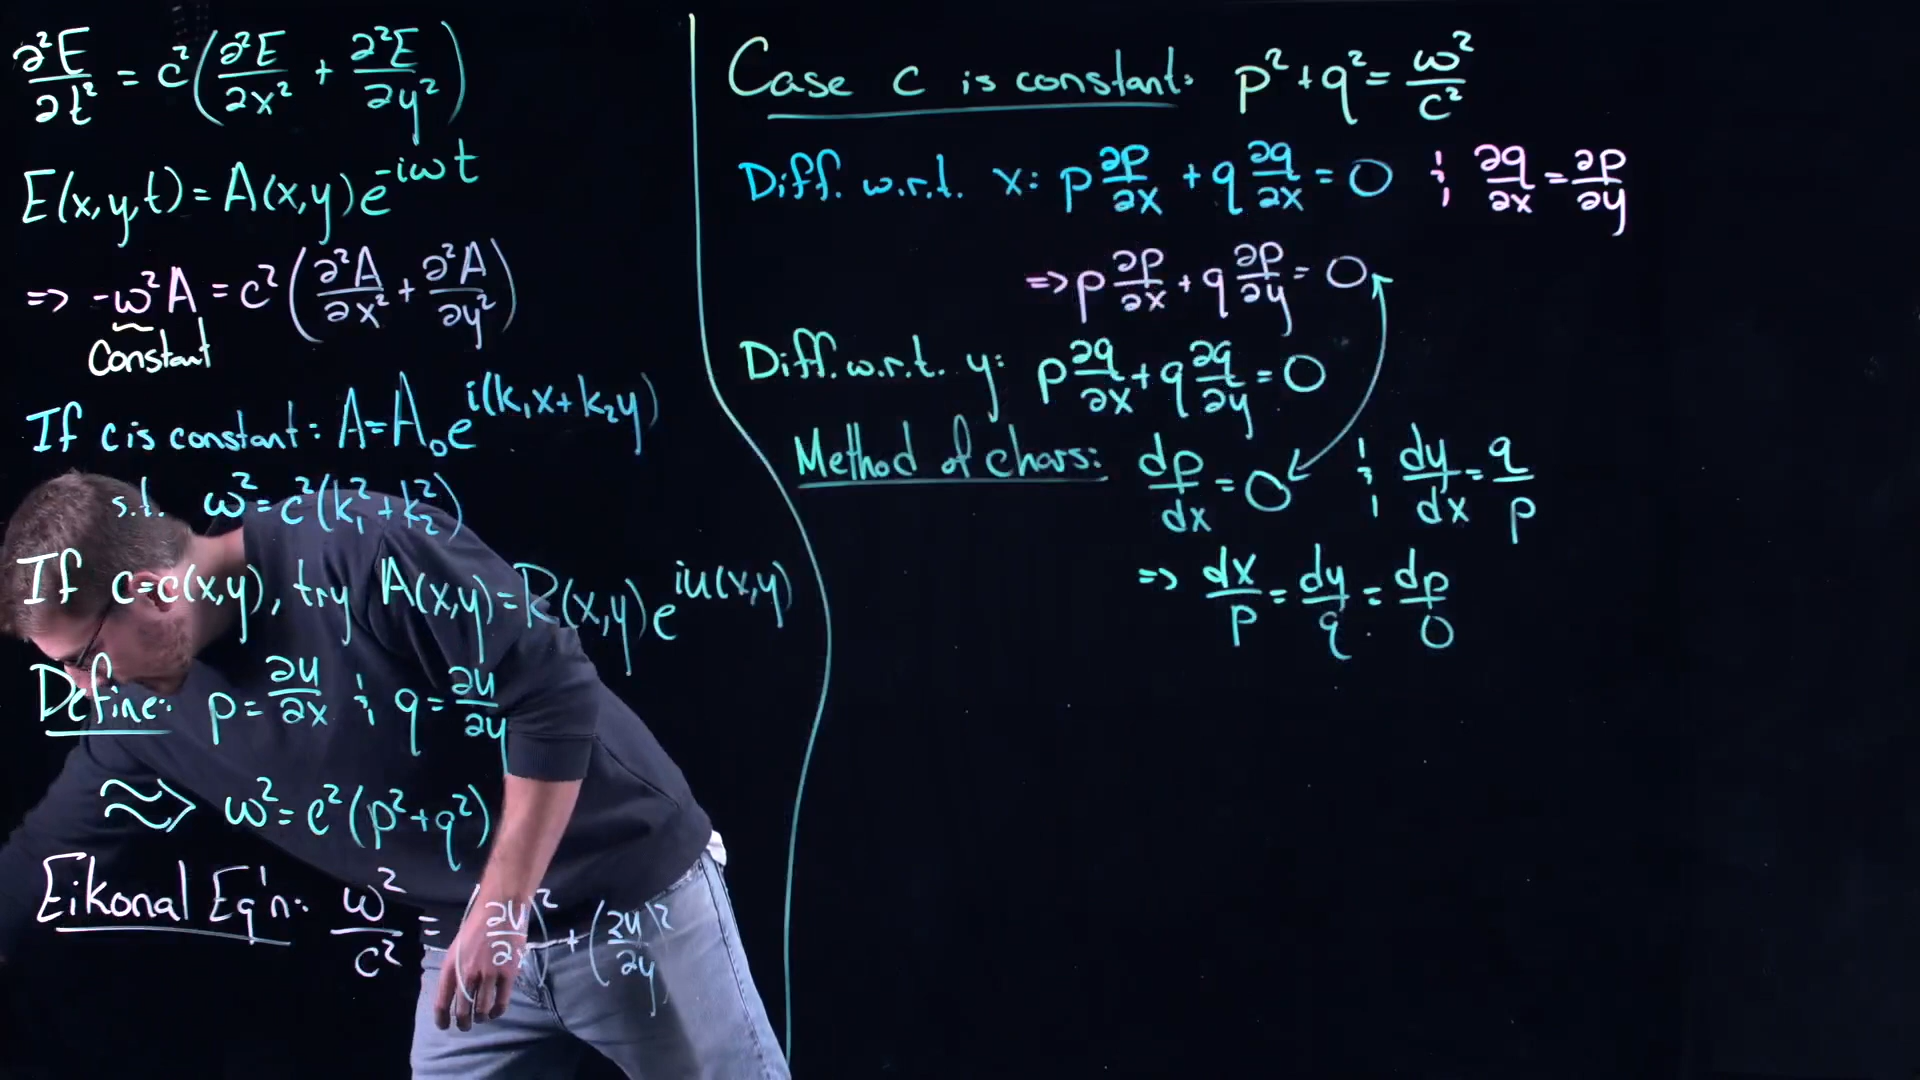 ∂²E/∂t² = c²(∂²E/∂x² + ∂²E/∂y²)
E(x,y,t) = A(x,y)e^{-iωt}
=> -ω²A = c²(∂²A/∂x² + ∂²A/∂y²)
Constant
If c is constant: A = A₀e^{i(k₁x+k₂y)}
s.t. ω² = c²(k₁² + k₂²)
If c=c(x,y), try A(x,y) = R(x,y)e^{iu(x,y)}
Define: p = ∂u/∂x & q = ∂u/∂y
≈> ω² = c²(p²+q²)
Eikonal Eq'n: ω²/c² = (∂u/∂x)² + (∂u/∂y)²
Case c is constant: p² + q² = ω²/c²
Diff. w.r.t. x: p ∂p/∂x + q ∂q/∂x = 0 & ∂q/∂x = ∂p/∂y
=> p ∂p/∂x + q ∂p/∂y = 0
Diff. w.r.t. y: p ∂q/∂x + q ∂q/∂y = 0
Method of chars: dp/dx = 0 & dy/dx = q/p
=> dx/p = dy/q = dp/0